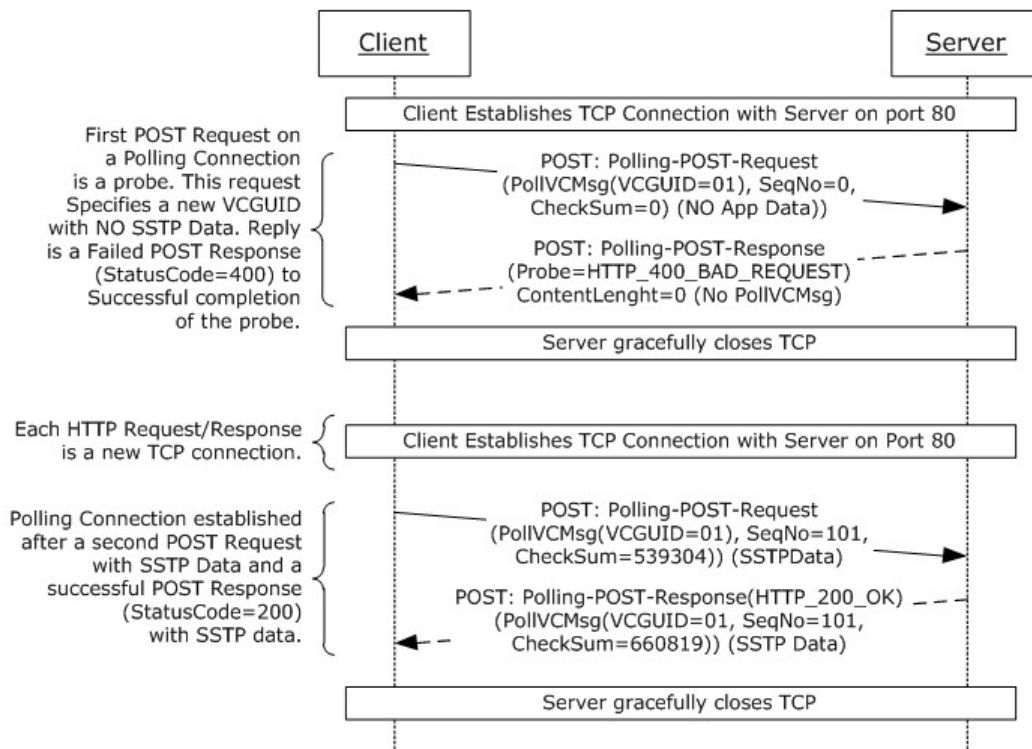 Client
Server
Client Establishes TCP Connection with Server on port 80
First POST Request on
a Polling Connection
is a probe. This request
Specifies a new VCGUID
with NO SSTP Data. Reply
is a Failed POST Response
(StatusCode=400) to
Successful completion
of the probe.
POST: Polling-POST-Request
(PollVCMsg(VCGUID=01), SeqNo=0,
CheckSum=0) (NO App Data))
POST: Polling-POST-Response
(Probe=HTTP_400_BAD_REQUEST)
ContentLenght=0 (No PollVCMsg)
Server gracefully closes TCP
Each HTTP Request/Response
is a new TCP connection.
Client Establishes TCP Connection with Server on Port 80
Polling Connection established
after a second POST Request
with SSTP Data and a
successful POST Response
(StatusCode=200)
with SSTP data.
POST: Polling-POST-Request
(PollVCMsg(VCGUID=01), SeqNo=101,
CheckSum=539304)) (SSTPData)
POST: Polling-POST-Response(HTTP_200_OK)
(PollVCMsg(VCGUID=01, SeqNo=101,
CheckSum=660819)) (SSTP Data)
Server gracefully closes TCP